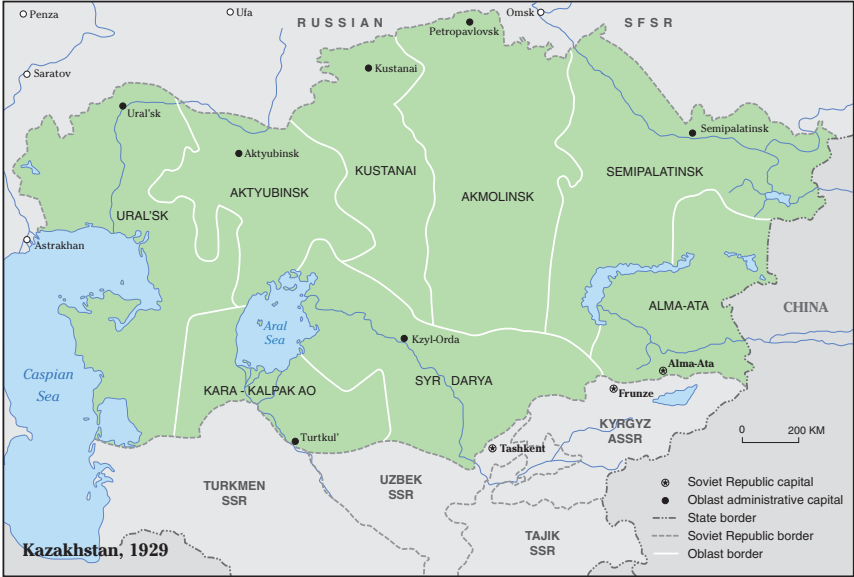 Penza
Ufa
RUSSIAN
Omsk
SFSR
Petropavlovsk
Saratov
Kustanai
Ural'sk
Semipalatinsk
Aktyubinsk
KUSTANAI
SEMIPALATINSK
AKTYUBINSK
AKMOLINSK
URAL'SK
Astrakhan
ALMA-ATA
CHINA
Aral
Sea
Kzyl-Orda
Caspian
Sea
Alma-Ata
SYR DARYA
KARA - KALPAK AO
Frunze
KYRGYZ
ASSR
0 200 KM
Turtkul'
Tashkent
TURKMEN
SSR
UZBEK
SSR
TAJIK
SSR
Soviet Republic capital
Oblast administrative capital
State border
Soviet Republic border
Oblast border
Kazakhstan, 1929